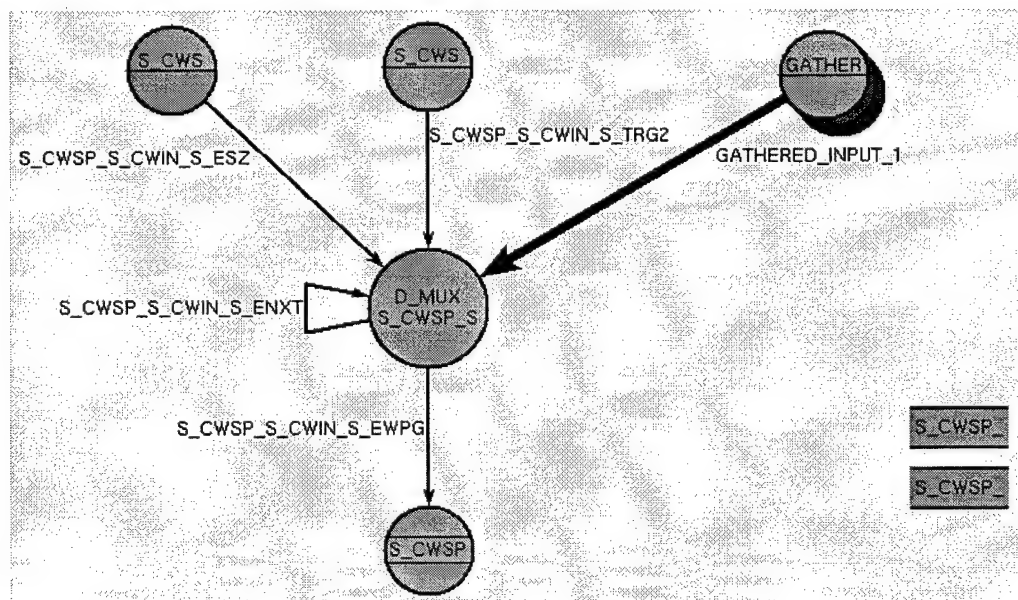 S_CWS
S_CWS
GATHER
S_CWSP_S_CWIN_S_TRG2
S_CWSP_S_CWIN_S_ESZ
GATHERED_INPUT_1
D_MUX
S_CWSP_S
S_CWSP_S_CWIN_S_ENXT
S_CWSP_S_CWIN_S_EWPG
S_CWSP_
S_CWSP_
S_CWSP